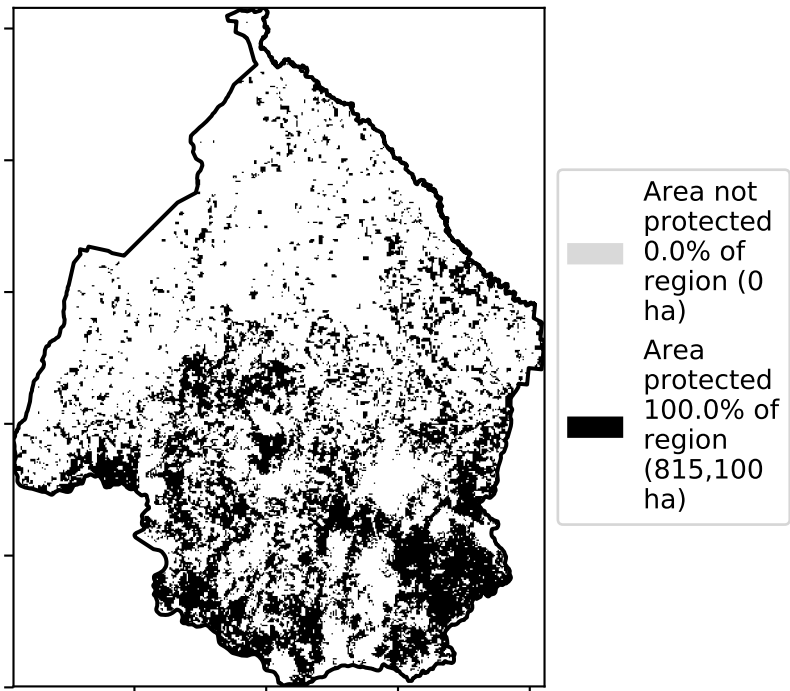 Area not
protected
0.0% of
region (0
ha)
Area
protected
100.0% of
region
(815,100
ha)